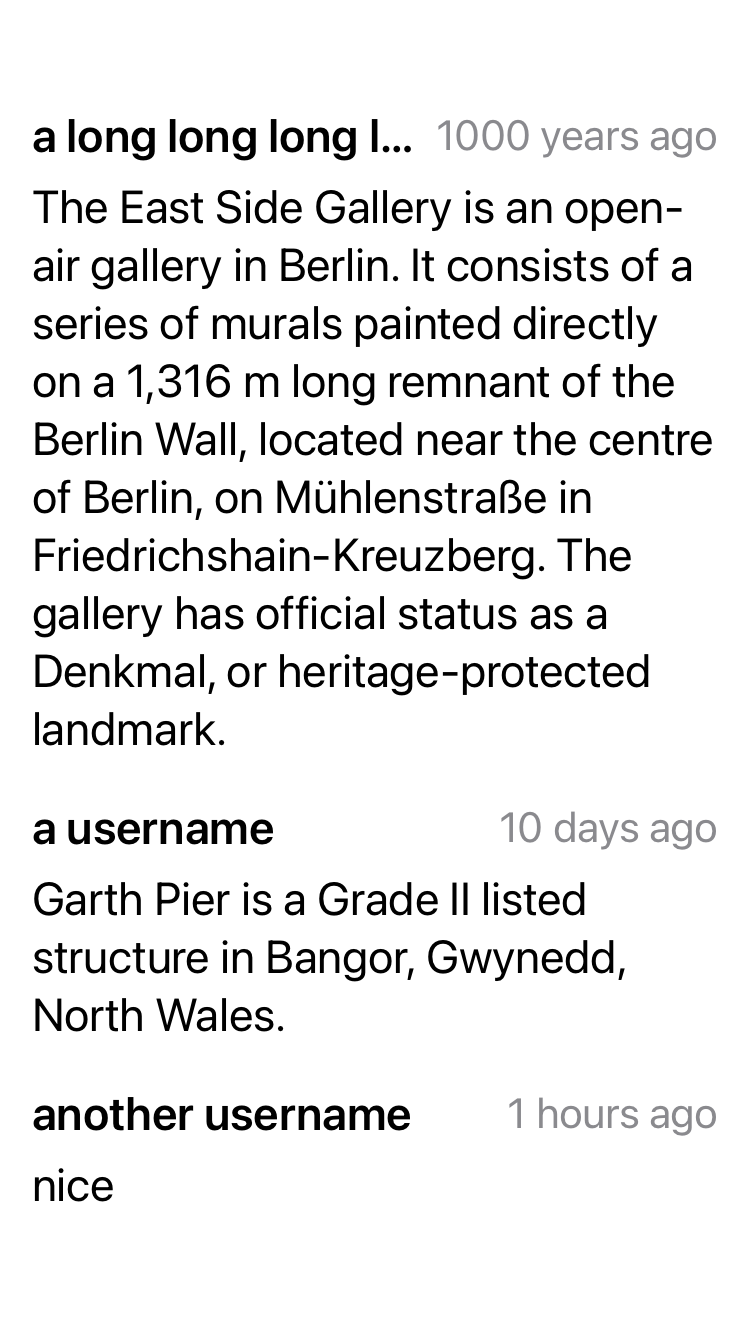 a long long long l... 1000 years ago
The East Side Gallery is an open-
air gallery in Berlin. It consists of a
series of murals painted directly
on a 1,316 m long remnant of the
Berlin Wall, located near the centre
of Berlin, on Mühlenstraße in
Friedrichshain-Kreuzberg. The
gallery has official status as a
Denkmal, or heritage-protected
landmark.
a username 10 days ago
Garth Pier is a Grade II listed
structure in Bangor, Gwynedd,
North Wales.
another username 1 hours ago
nice